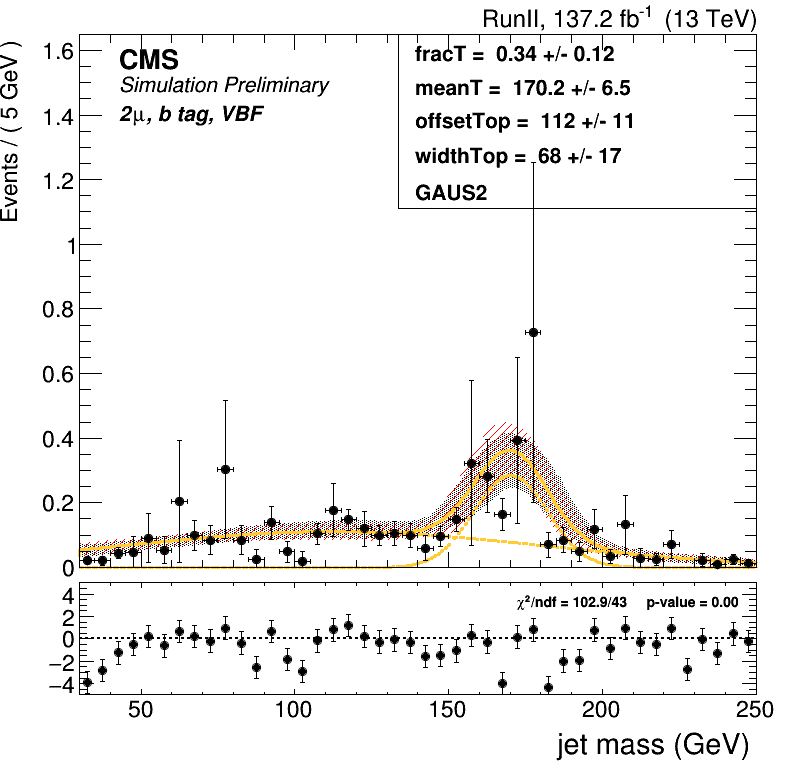 RunII, 137.2 fb⁻¹ (13 TeV)
CMS
Simulation Preliminary
2μ, b tag, VBF
fracT = 0.34 +/- 0.12
meanT = 170.2 +/- 6.5
offsetTop = 112 +/- 11
widthTop = 68 +/- 17
GAUS2
Events / ( 5 GeV )
1.6
1.4
1.2
1
0.8
0.6
0.4
0.2
0
χ²/ndf = 102.9/43 p-value = 0.00
4
2
0
−2
−4
50 100 150 200 250
jet mass (GeV)